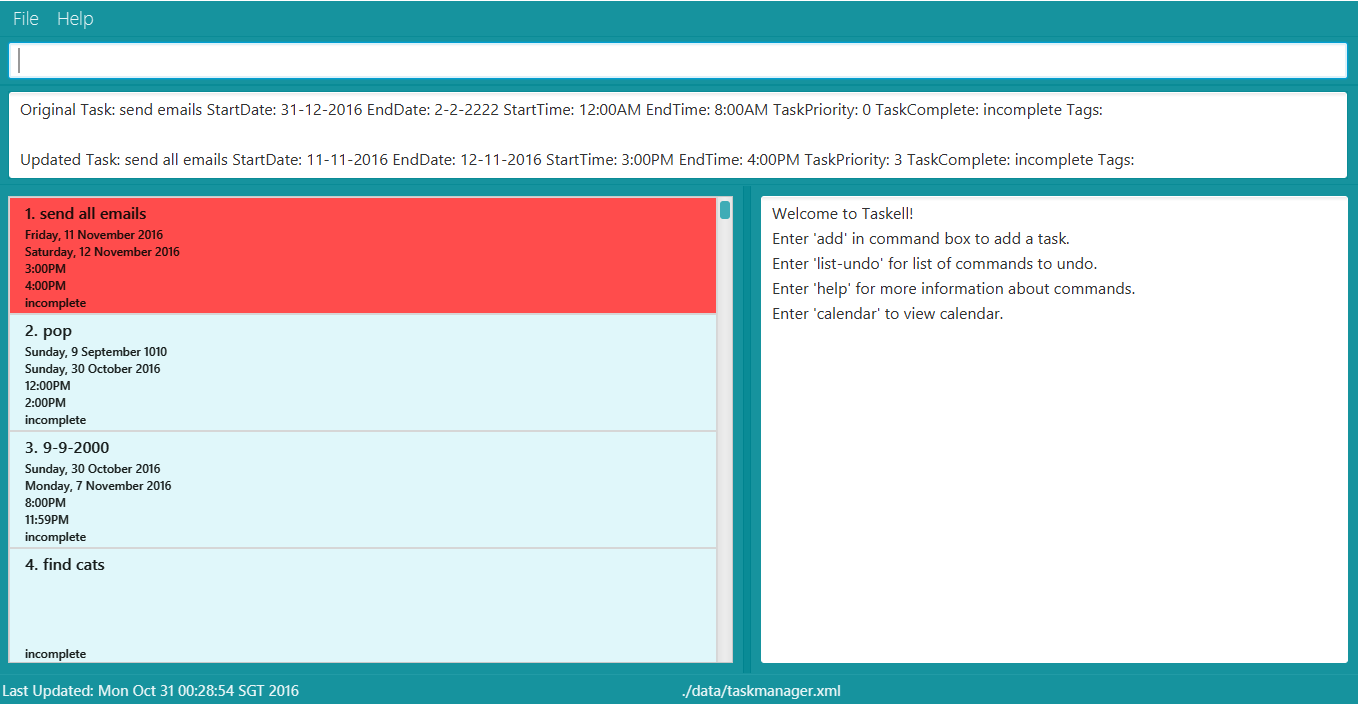 File Help
Original Task: send emails StartDate: 31-12-2016 EndDate: 2-2-2222 StartTime: 12:00AM EndTime: 8:00AM TaskPriority: 0 TaskComplete: incomplete Tags:
Updated Task: send all emails StartDate: 11-11-2016 EndDate: 12-11-2016 StartTime: 3:00PM EndTime: 4:00PM TaskPriority: 3 TaskComplete: incomplete Tags:
1. send all emails
Friday, 11 November 2016
Saturday, 12 November 2016
3:00PM
4:00PM
incomplete
2. pop
Sunday, 9 September 1010
Sunday, 30 October 2016
12:00PM
2:00PM
incomplete
3. 9-9-2000
Sunday, 30 October 2016
Monday, 7 November 2016
8:00PM
11:59PM
incomplete
4. find cats
incomplete
Welcome to Taskell!
Enter 'add' in command box to add a task.
Enter 'list-undo' for list of commands to undo.
Enter 'help' for more information about commands.
Enter 'calendar' to view calendar.
Last Updated: Mon Oct 31 00:28:54 SGT 2016
./data/taskmanager.xml